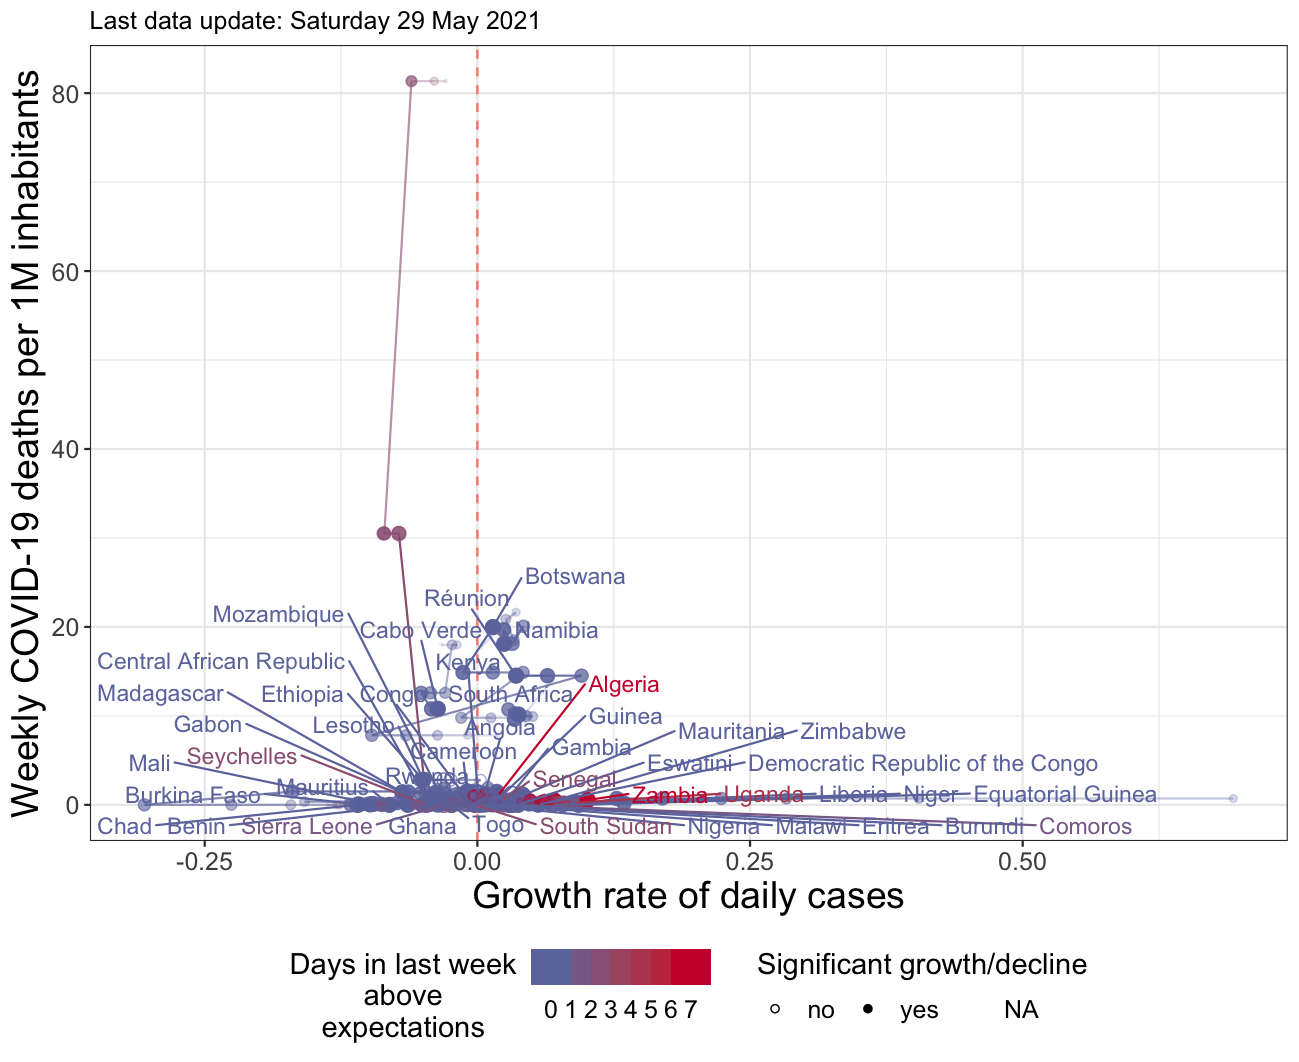 Last data update: Saturday 29 May 2021
Weekly COVID-19 deaths per 1M inhabitants
80
60
40
20
0
Botswana
Réunion
Mozambique
Cabo Verde
Namibia
Central African Republic
Kenya
Madagascar
Ethiopia
Congo
South Africa
Algeria
Gabon
Lesotho
Angola
Guinea
Mauritania
Zimbabwe
Seychelles
Cameroon
Gambia
Mali
Eswatini
Democratic Republic of the Congo
Mauritius
Rwanda
Senegal
Burkina Faso
Zambia
Uganda
Liberia
Niger
Equatorial Guinea
Chad
Benin
Sierra Leone
Ghana
Togo
South Sudan
Nigeria
Malawi
Eritrea
Burundi
Comoros
-0.25
0.00
0.25
0.50
Growth rate of daily cases
Days in last week
above
expectations
0 1 2 3 4 5 6 7
Significant growth/decline
no
yes
NA